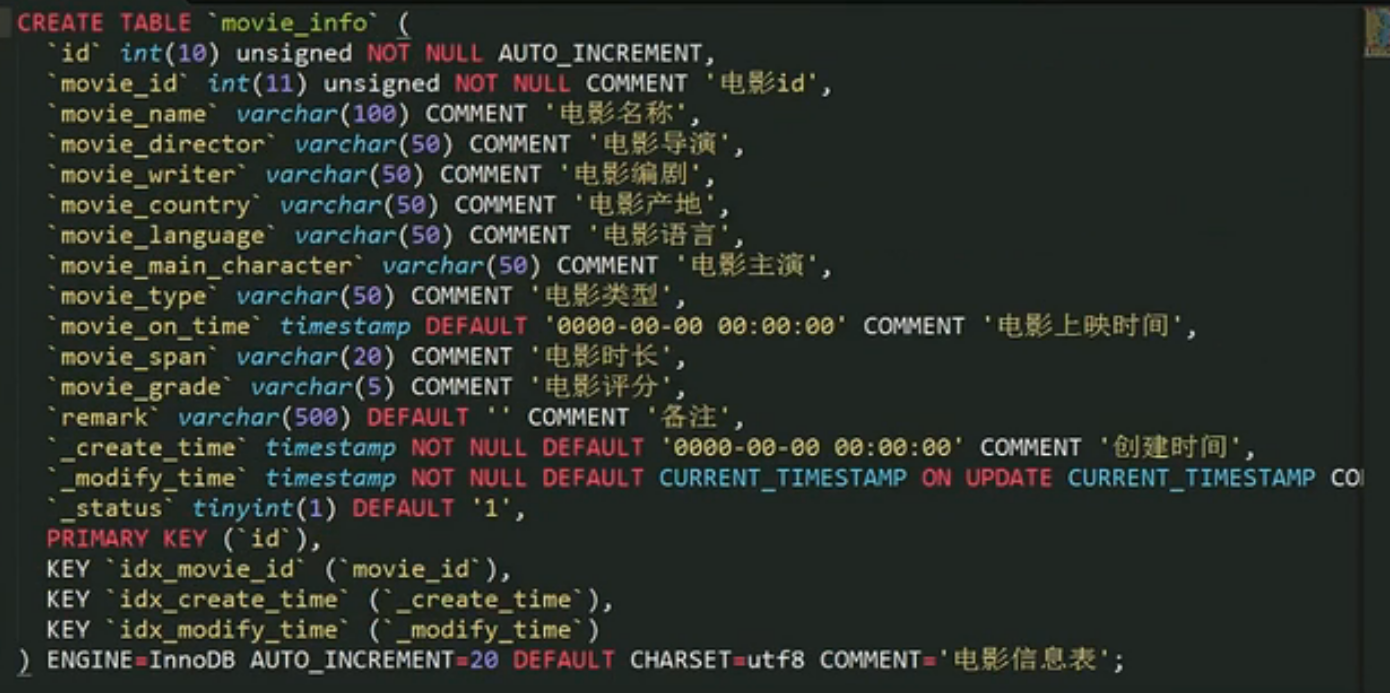 CREATE TABLE `movie_info` (
`id` int(10) unsigned NOT NULL AUTO_INCREMENT,
`movie_id` int(11) unsigned NOT NULL COMMENT '电影id',
`movie_name` varchar(100) COMMENT '电影名称',
`movie_director` varchar(50) COMMENT '电影导演',
`movie_writer` varchar(50) COMMENT '电影编剧',
`movie_country` varchar(50) COMMENT '电影产地',
`movie_language` varchar(50) COMMENT '电影语言',
`movie_main_character` varchar(50) COMMENT '电影主演',
`movie_type` varchar(50) COMMENT '电影类型',
`movie_on_time` timestamp DEFAULT '0000-00-00 00:00:00' COMMENT '电影上映时间',
`movie_span` varchar(20) COMMENT '电影时长',
`movie_grade` varchar(5) COMMENT '电影评分',
`remark` varchar(500) DEFAULT '' COMMENT '备注',
`_create_time` timestamp NOT NULL DEFAULT '0000-00-00 00:00:00' COMMENT '创建时间',
`_modify_time` timestamp NOT NULL DEFAULT CURRENT_TIMESTAMP ON UPDATE CURRENT_TIMESTAMP CO
`_status` tinyint(1) DEFAULT '1',
PRIMARY KEY (`id`),
KEY `idx_movie_id` (`movie_id`),
KEY `idx_create_time` (`_create_time`),
KEY `idx_modify_time` (`_modify_time`)
) ENGINE=InnoDB AUTO_INCREMENT=20 DEFAULT CHARSET=utf8 COMMENT='电影信息表';